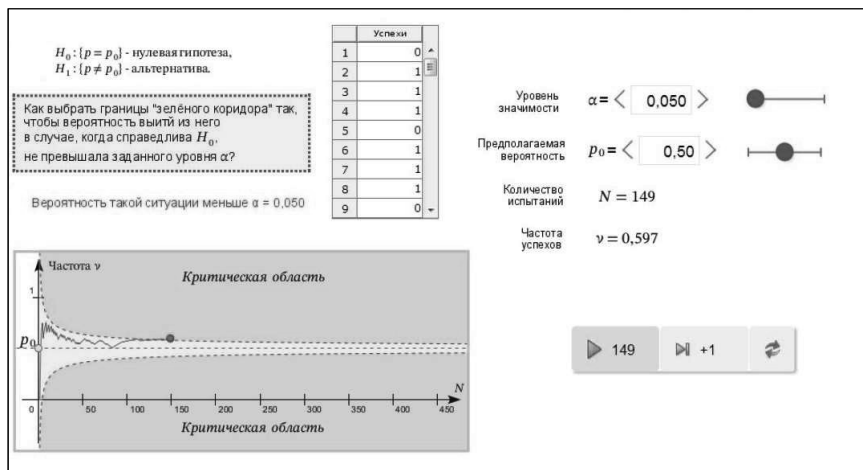 H₀ : {p = p₀} - нулевая гипотеза,
H₁ : {p ≠ p₀} - альтернатива.
Как выбрать границы "зелёного коридора" так,
чтобы вероятность выйтй из него
в случае, когда справедлива H₀,
не превышала заданного уровня α?
Вероятность такой ситуации меньше α = 0,050
Успехи
1 0
2 1
3 1
4 1
5 0
6 1
7 1
8 1
9 0
Уровень
значимости
α = < 0,050 >
Предполагаемая
вероятность
p₀ = < 0,50 >
Количество
испытаний
N = 149
Частота
успехов
ν = 0,597
149
+1
Частота ν
Критическая область
1
p₀
N
0 50 100 150 200 250 300 350 400 450
Критическая область